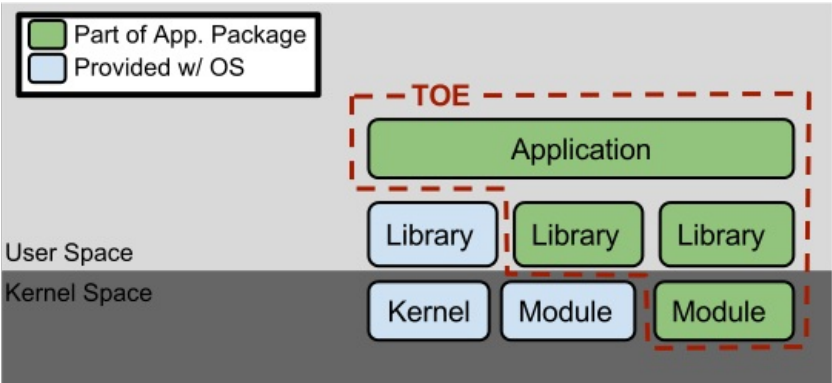 Part of App. Package
Provided w/ OS
TOE
Application
Library Library Library
User Space
Kernel Space
Kernel Module Module